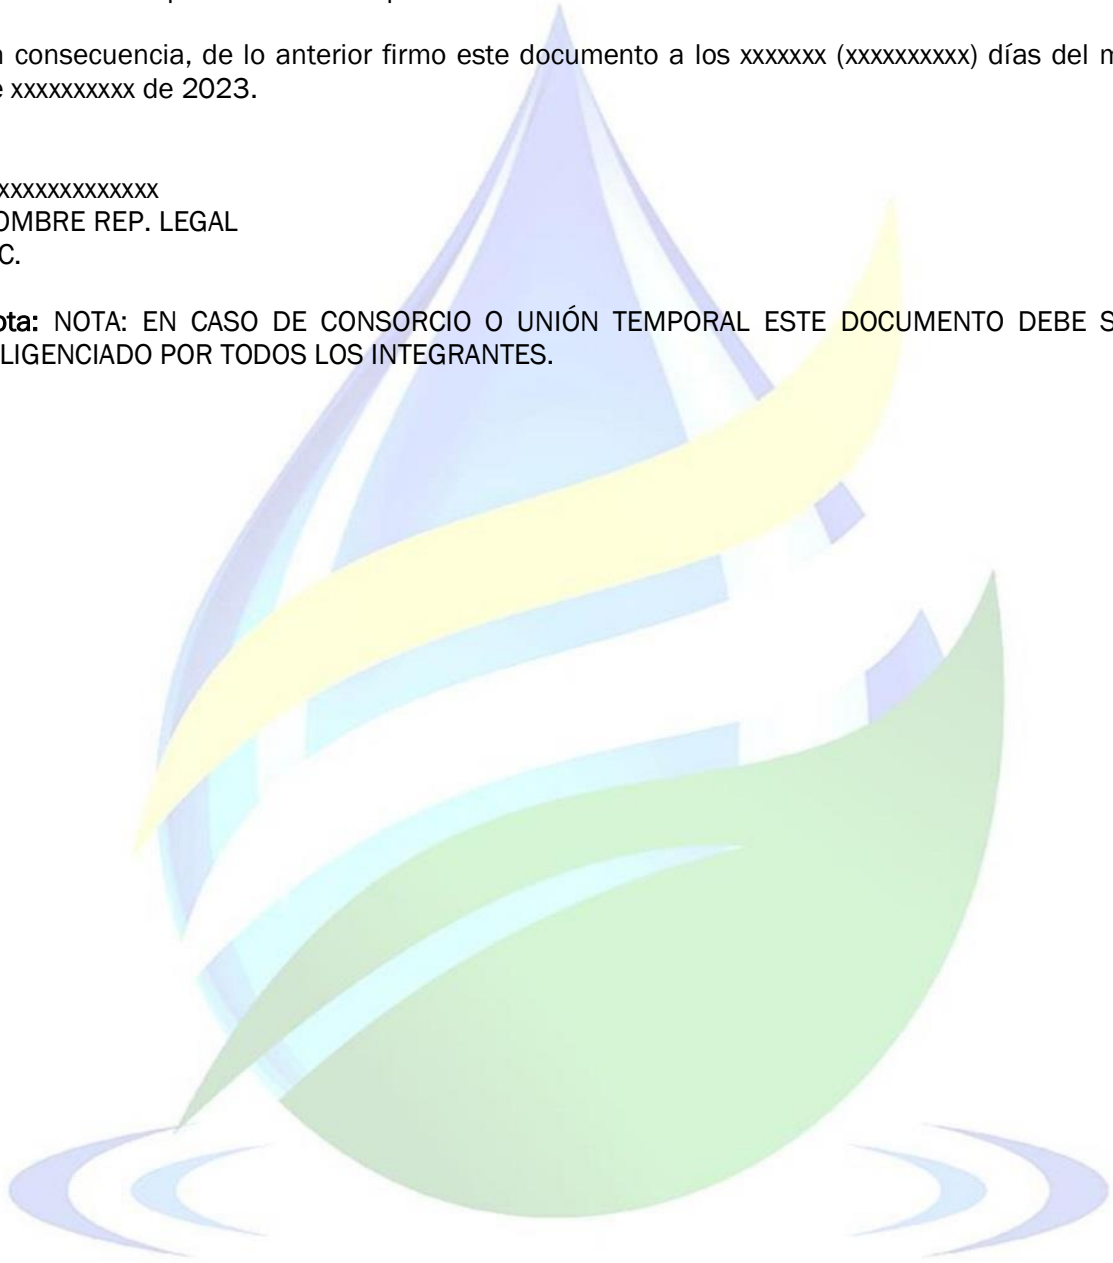 consecuencia, de lo anterior firmo este documento a los xxxxxxx (xxxxxxxxxx) días del
xxxxxxxxxx de 2023.
xxxxxxxxxxxxx
OMBRE REP. LEGAL
C.
ota: NOTA: EN CASO DE CONSORCIO O UNIÓN TEMPORAL ESTE DOCUMENTO DEBE S
LIGENCIADO POR TODOS LOS INTEGRANTES.